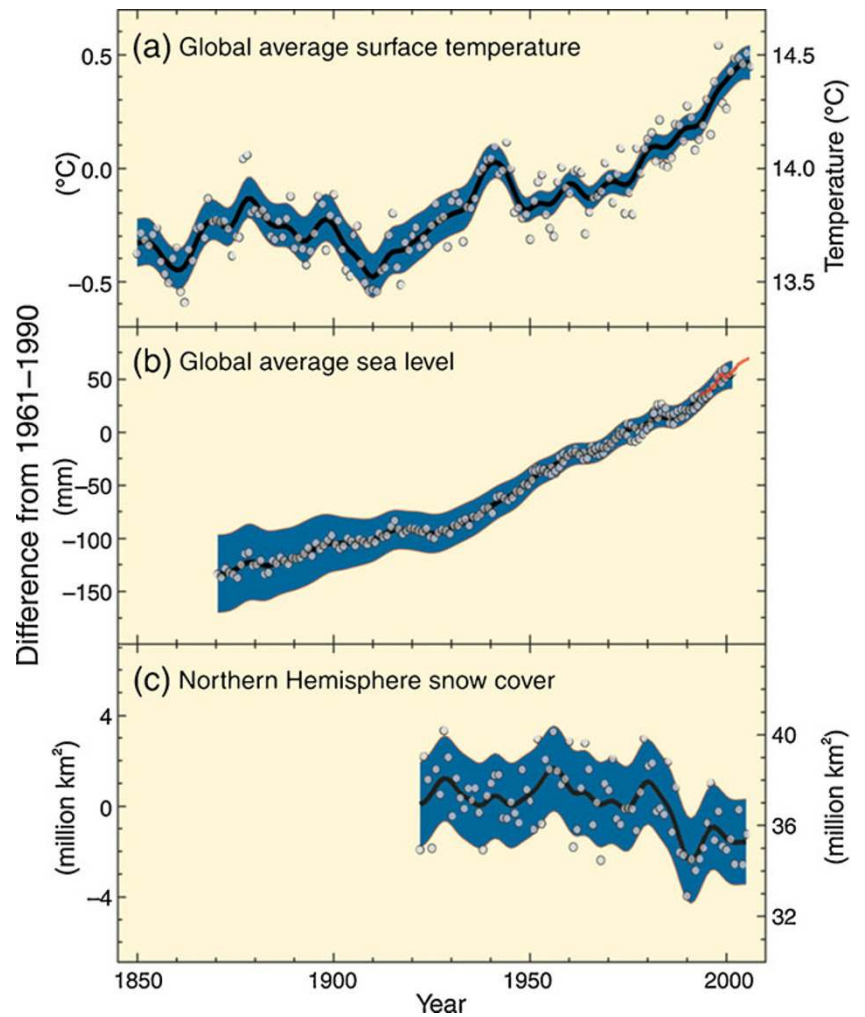 (a) Global average surface temperature
0.5
0.0
−0.5
(°C)
14.5
14.0
13.5
Temperature (°C)
Difference from 1961–1990
(b) Global average sea level
50
0
−50
−100
−150
(mm)
(c) Northern Hemisphere snow cover
4
0
−4
(million km²)
40
36
32
(million km²)
1850
1900
1950
2000
Year